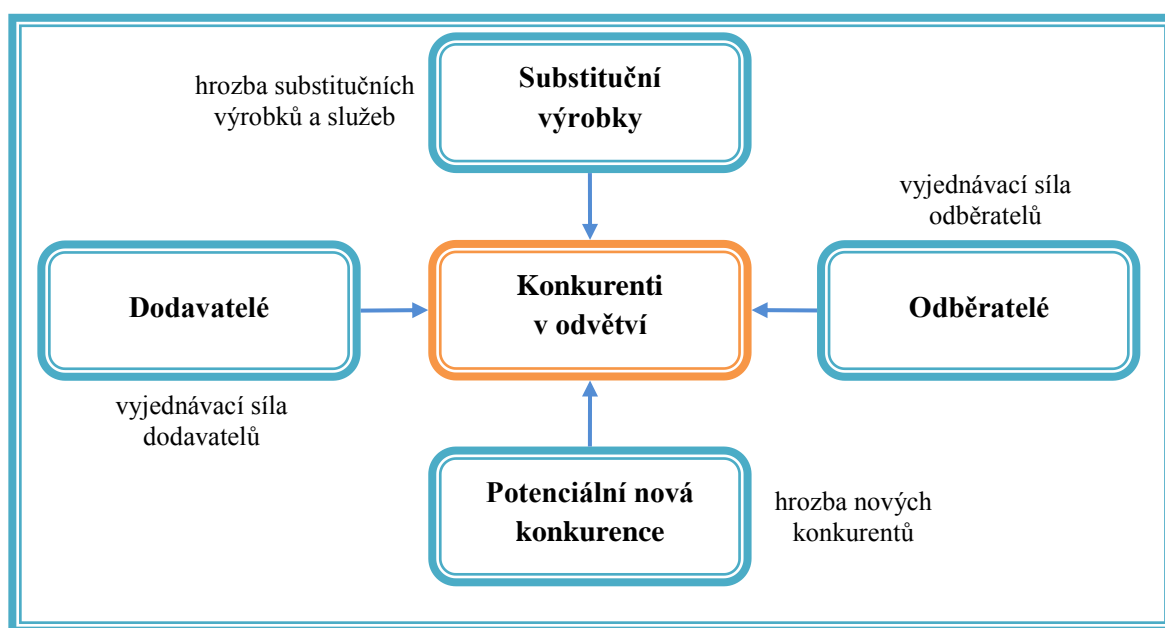 hrozba substitučních
výrobků a služeb
Substituční
výrobky
vyjednávací síla
odběratelů
Dodavatelé
Konkurenti
v odvětví
Odběratelé
vyjednávací síla
dodavatelů
Potenciální nová
konkurence
hrozba nových
konkurentů